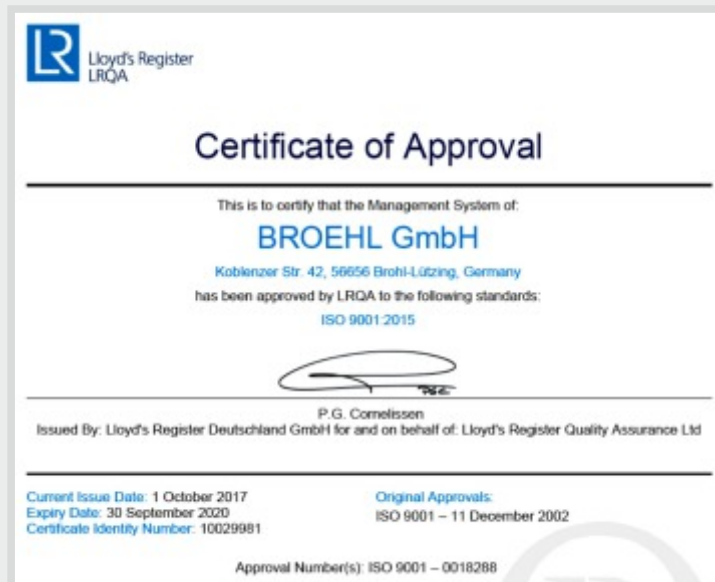 LR
Lloyd's Register
LRQA
Certificate of Approval
This is to certify that the Management System of:
BROEHL GmbH
Koblenzer Str. 42, 56656 Brohl-Lützing, Germany
has been approved by LRQA to the following standards:
ISO 9001:2015
P.G. Cornelissen
Issued By: Lloyd's Register Deutschland GmbH for and on behalf of: Lloyd's Register Quality Assurance Ltd
Current Issue Date: 1 October 2017
Expiry Date: 30 September 2020
Certificate Identity Number: 10029981
Original Approvals:
ISO 9001 – 11 December 2002
Approval Number(s): ISO 9001 – 0018288